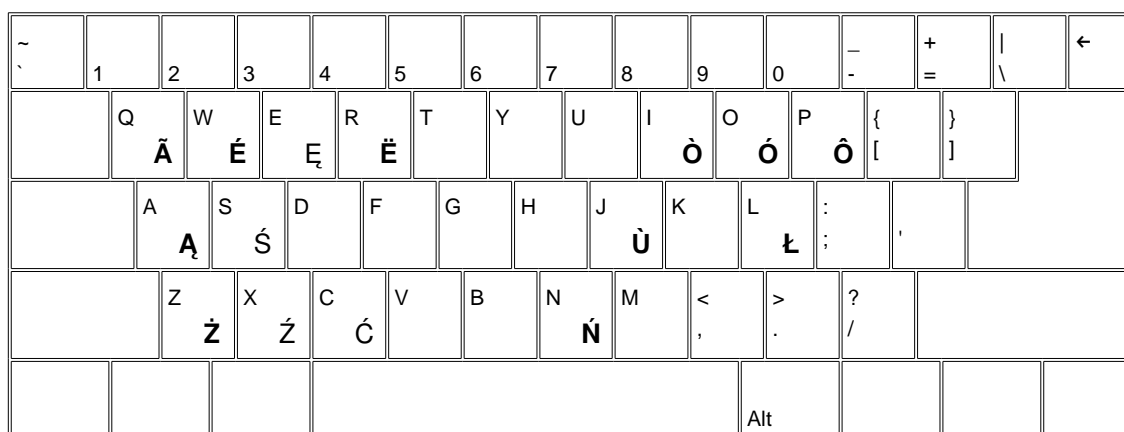 ~ _ + | ←
` 1 2 3 4 5 6 7 8 9 0 - = \
Q W E R T Y U I O P { }
Ã É Ę Ë Ò Ó Ô [ ]
A S D F G H J K L :
Ą Ś Ù Ł ; '
Z X C V B N M < > ?
Ż Ź Ć Ń , . /
Alt